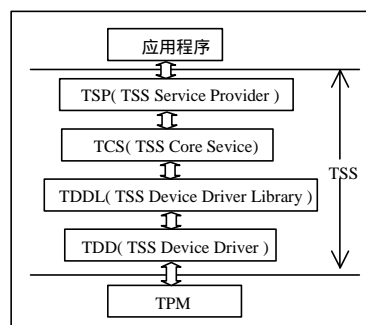 应用程序
TSP( TSS Service Provider )
TCS( TSS Core Sevice)
TSS
TDDL( TSS Device Driver Library )
TDD( TSS Device Driver )
TPM